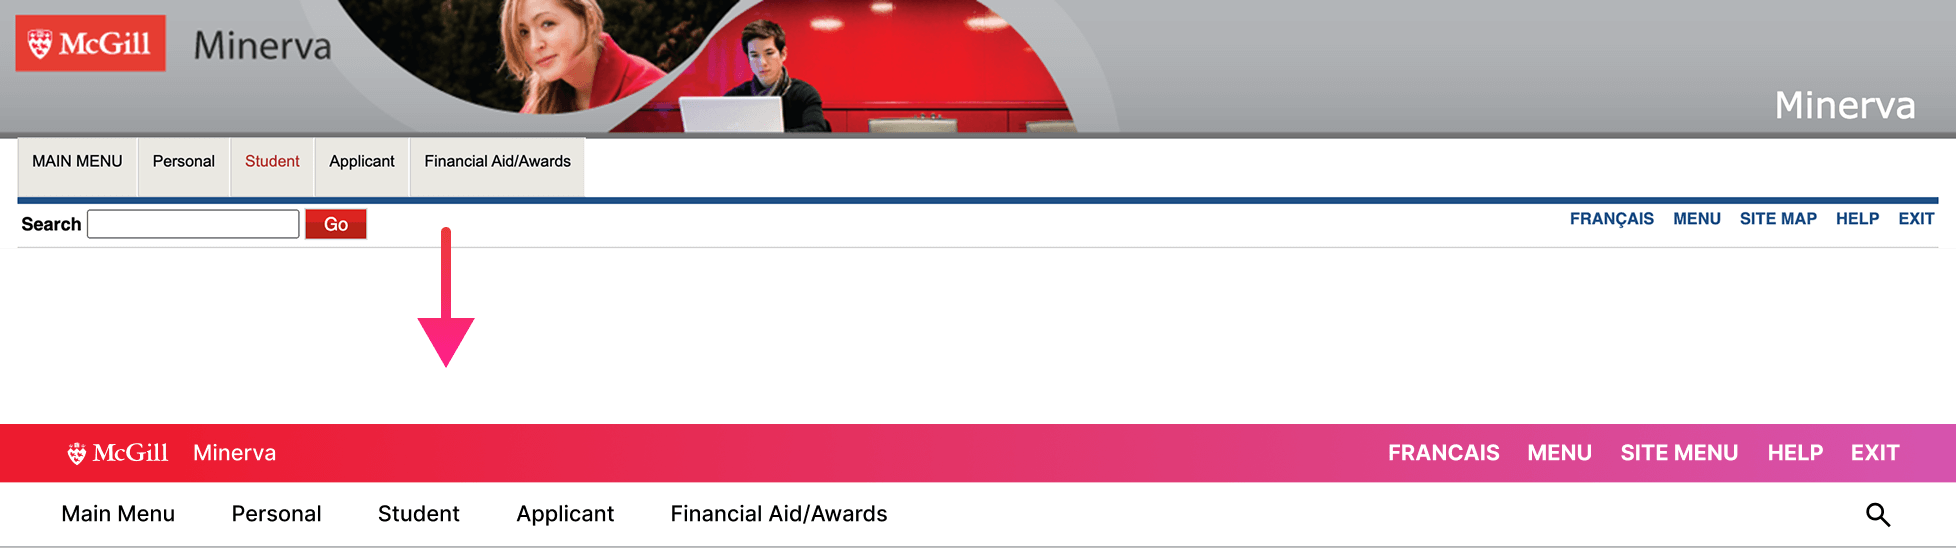 McGill Minerva
Minerva
MAIN MENU Personal Student Applicant Financial Aid/Awards
Search Go FRANÇAIS MENU SITE MAP HELP EXIT
McGill Minerva FRANCAIS MENU SITE MENU HELP EXIT
Main Menu Personal Student Applicant Financial Aid/Awards